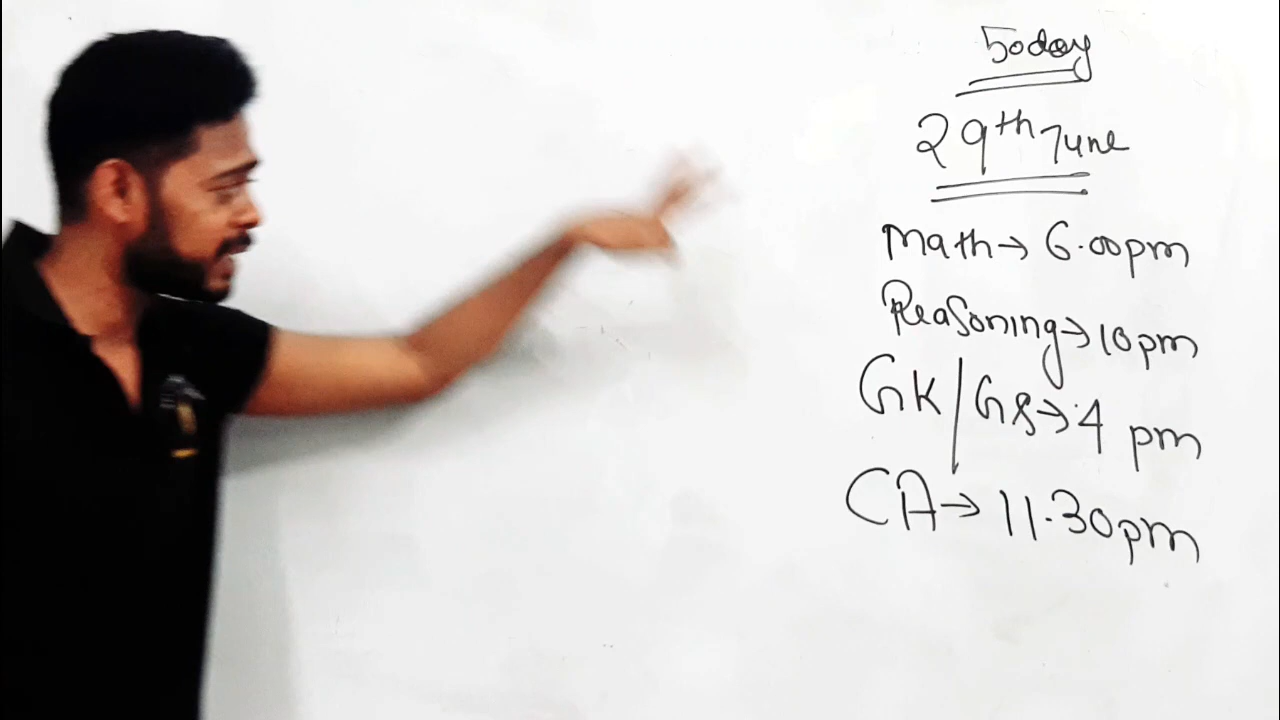 50day
29th June
Math→ 6.00pm
Reasoning→10pm
GK/GS→4 pm
CA→ 11.30pm